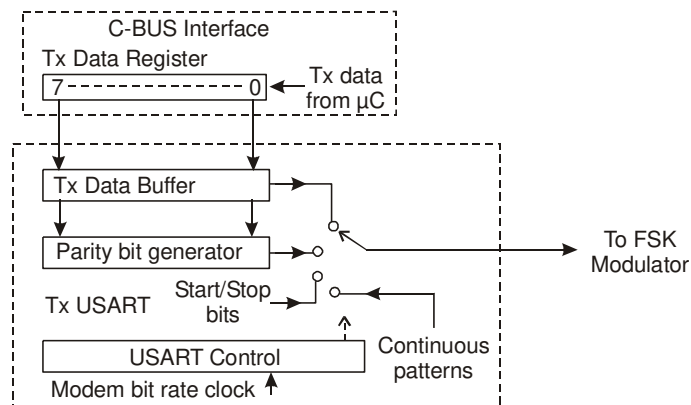 C-BUS Interface
Tx Data Register
7
0
Tx data
from µC
Tx Data Buffer
Parity bit generator
To FSK
Modulator
Start/Stop
bits
Tx USART
Continuous
patterns
USART Control
Modem bit rate clock